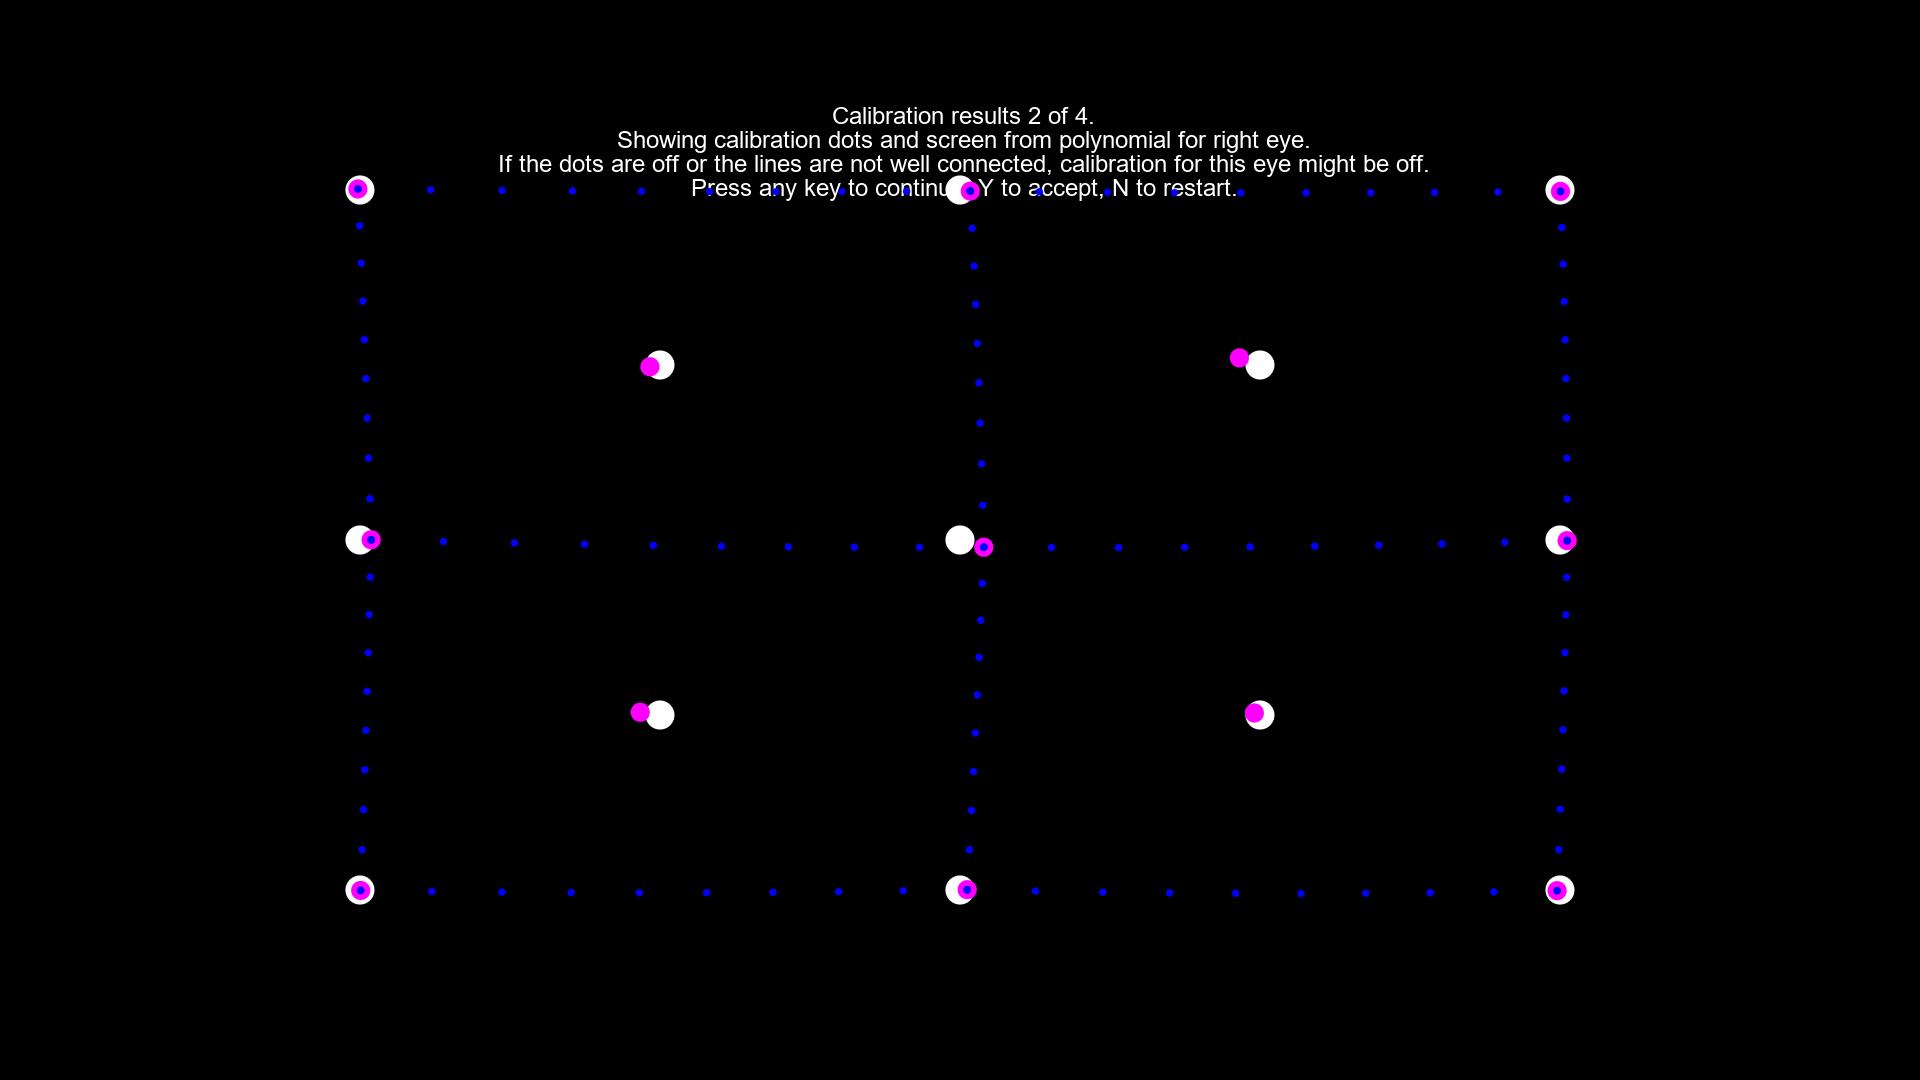 Calibration results 2 of 4.
Showing calibration dots and screen from polynomial for right eye.
If the dots are off or the lines are not well connected, calibration for this eye might be off.
Press any key to continue, Y to accept, N to restart.